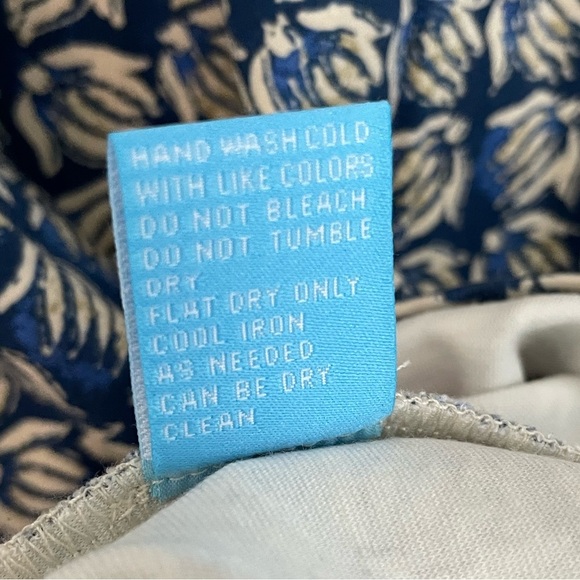 HAND WASH COLD
WITH LIKE COLORS
DO NOT BLEACH
DO NOT TUMBLE
DRY
FLAT DRY ONLY
COOL IRON
AS NEEDED
CAN BE DRY
CLEAN